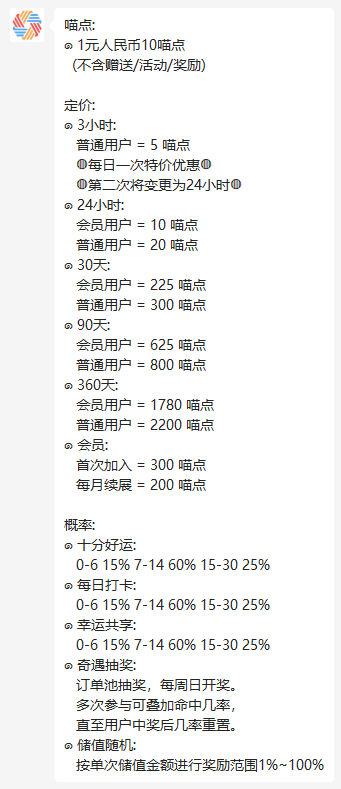 喵点:
๑ 1元人民币10喵点
(不含赠送/活动/奖励)
定价:
๑ 3小时:
普通用户 = 5 喵点
◍每日一次特价优惠◍
◍第二次将变更为24小时◍
๑ 24小时:
会员用户 = 10 喵点
普通用户 = 20 喵点
๑ 30天:
会员用户 = 225 喵点
普通用户 = 300 喵点
๑ 90天:
会员用户 = 625 喵点
普通用户 = 800 喵点
๑ 360天:
会员用户 = 1780 喵点
普通用户 = 2200 喵点
๑ 会员:
首次加入 = 300 喵点
每月续展 = 200 喵点
概率:
๑ 十分好运:
0-6 15% 7-14 60% 15-30 25%
๑ 每日打卡:
0-6 15% 7-14 60% 15-30 25%
๑ 幸运共享:
0-6 15% 7-14 60% 15-30 25%
๑ 奇遇抽奖:
订单池抽奖，每周日开奖。
多次参与可叠加命中几率，
直至用户中奖后几率重置。
๑ 储值随机:
按单次储值金额进行奖励范围1%~100%